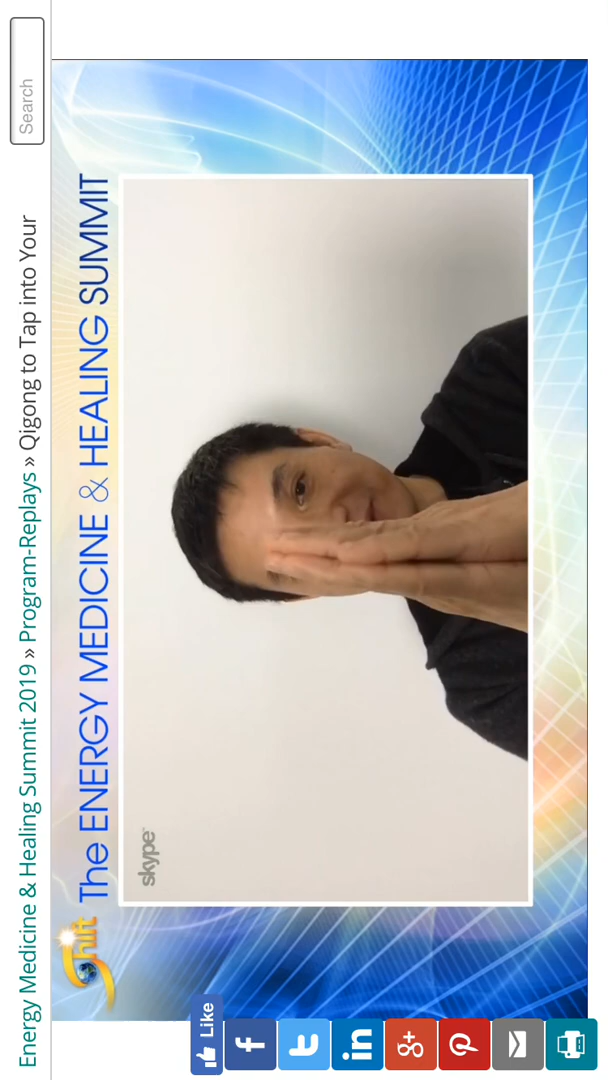 Energy Medicine & Healing Summit 2019 » Program-Replays » Qigong to Tap into Your
Search
Shift
The ENERGY MEDICINE & HEALING SUMMIT
skype™
Like